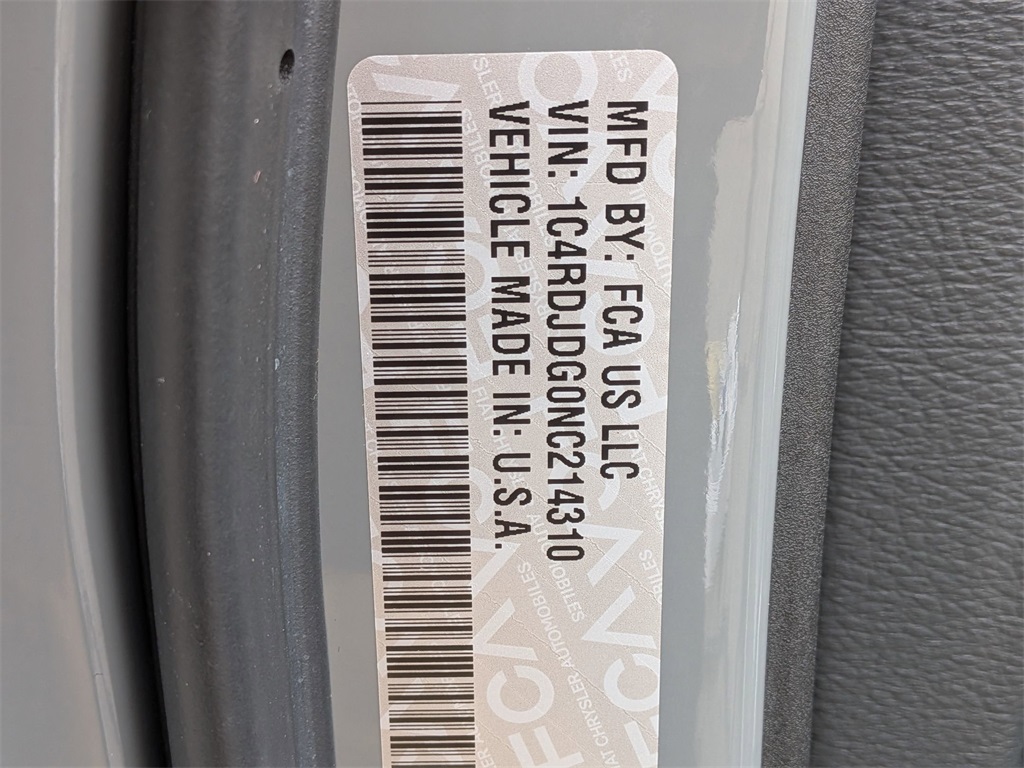 MFD BY: FCA US LLC
VIN: 1C4RDJDG0NC214310
VEHICLE MADE IN: U.S.A.